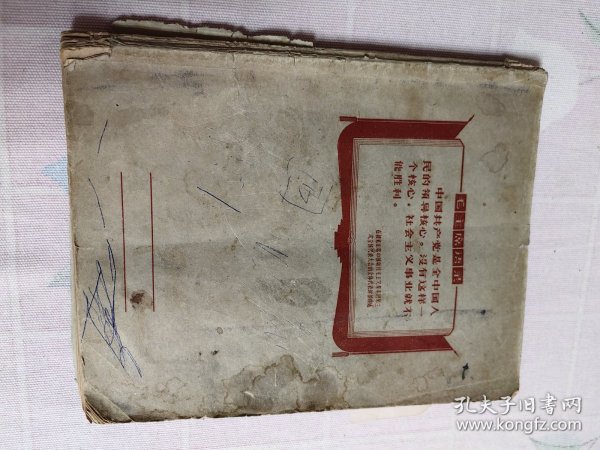 毛主席语录
中国共产党是全中国人
民的领导核心。没有这样一
个核心，社会主义事业就不
能胜利。
孔夫子旧书网
kongfz.com